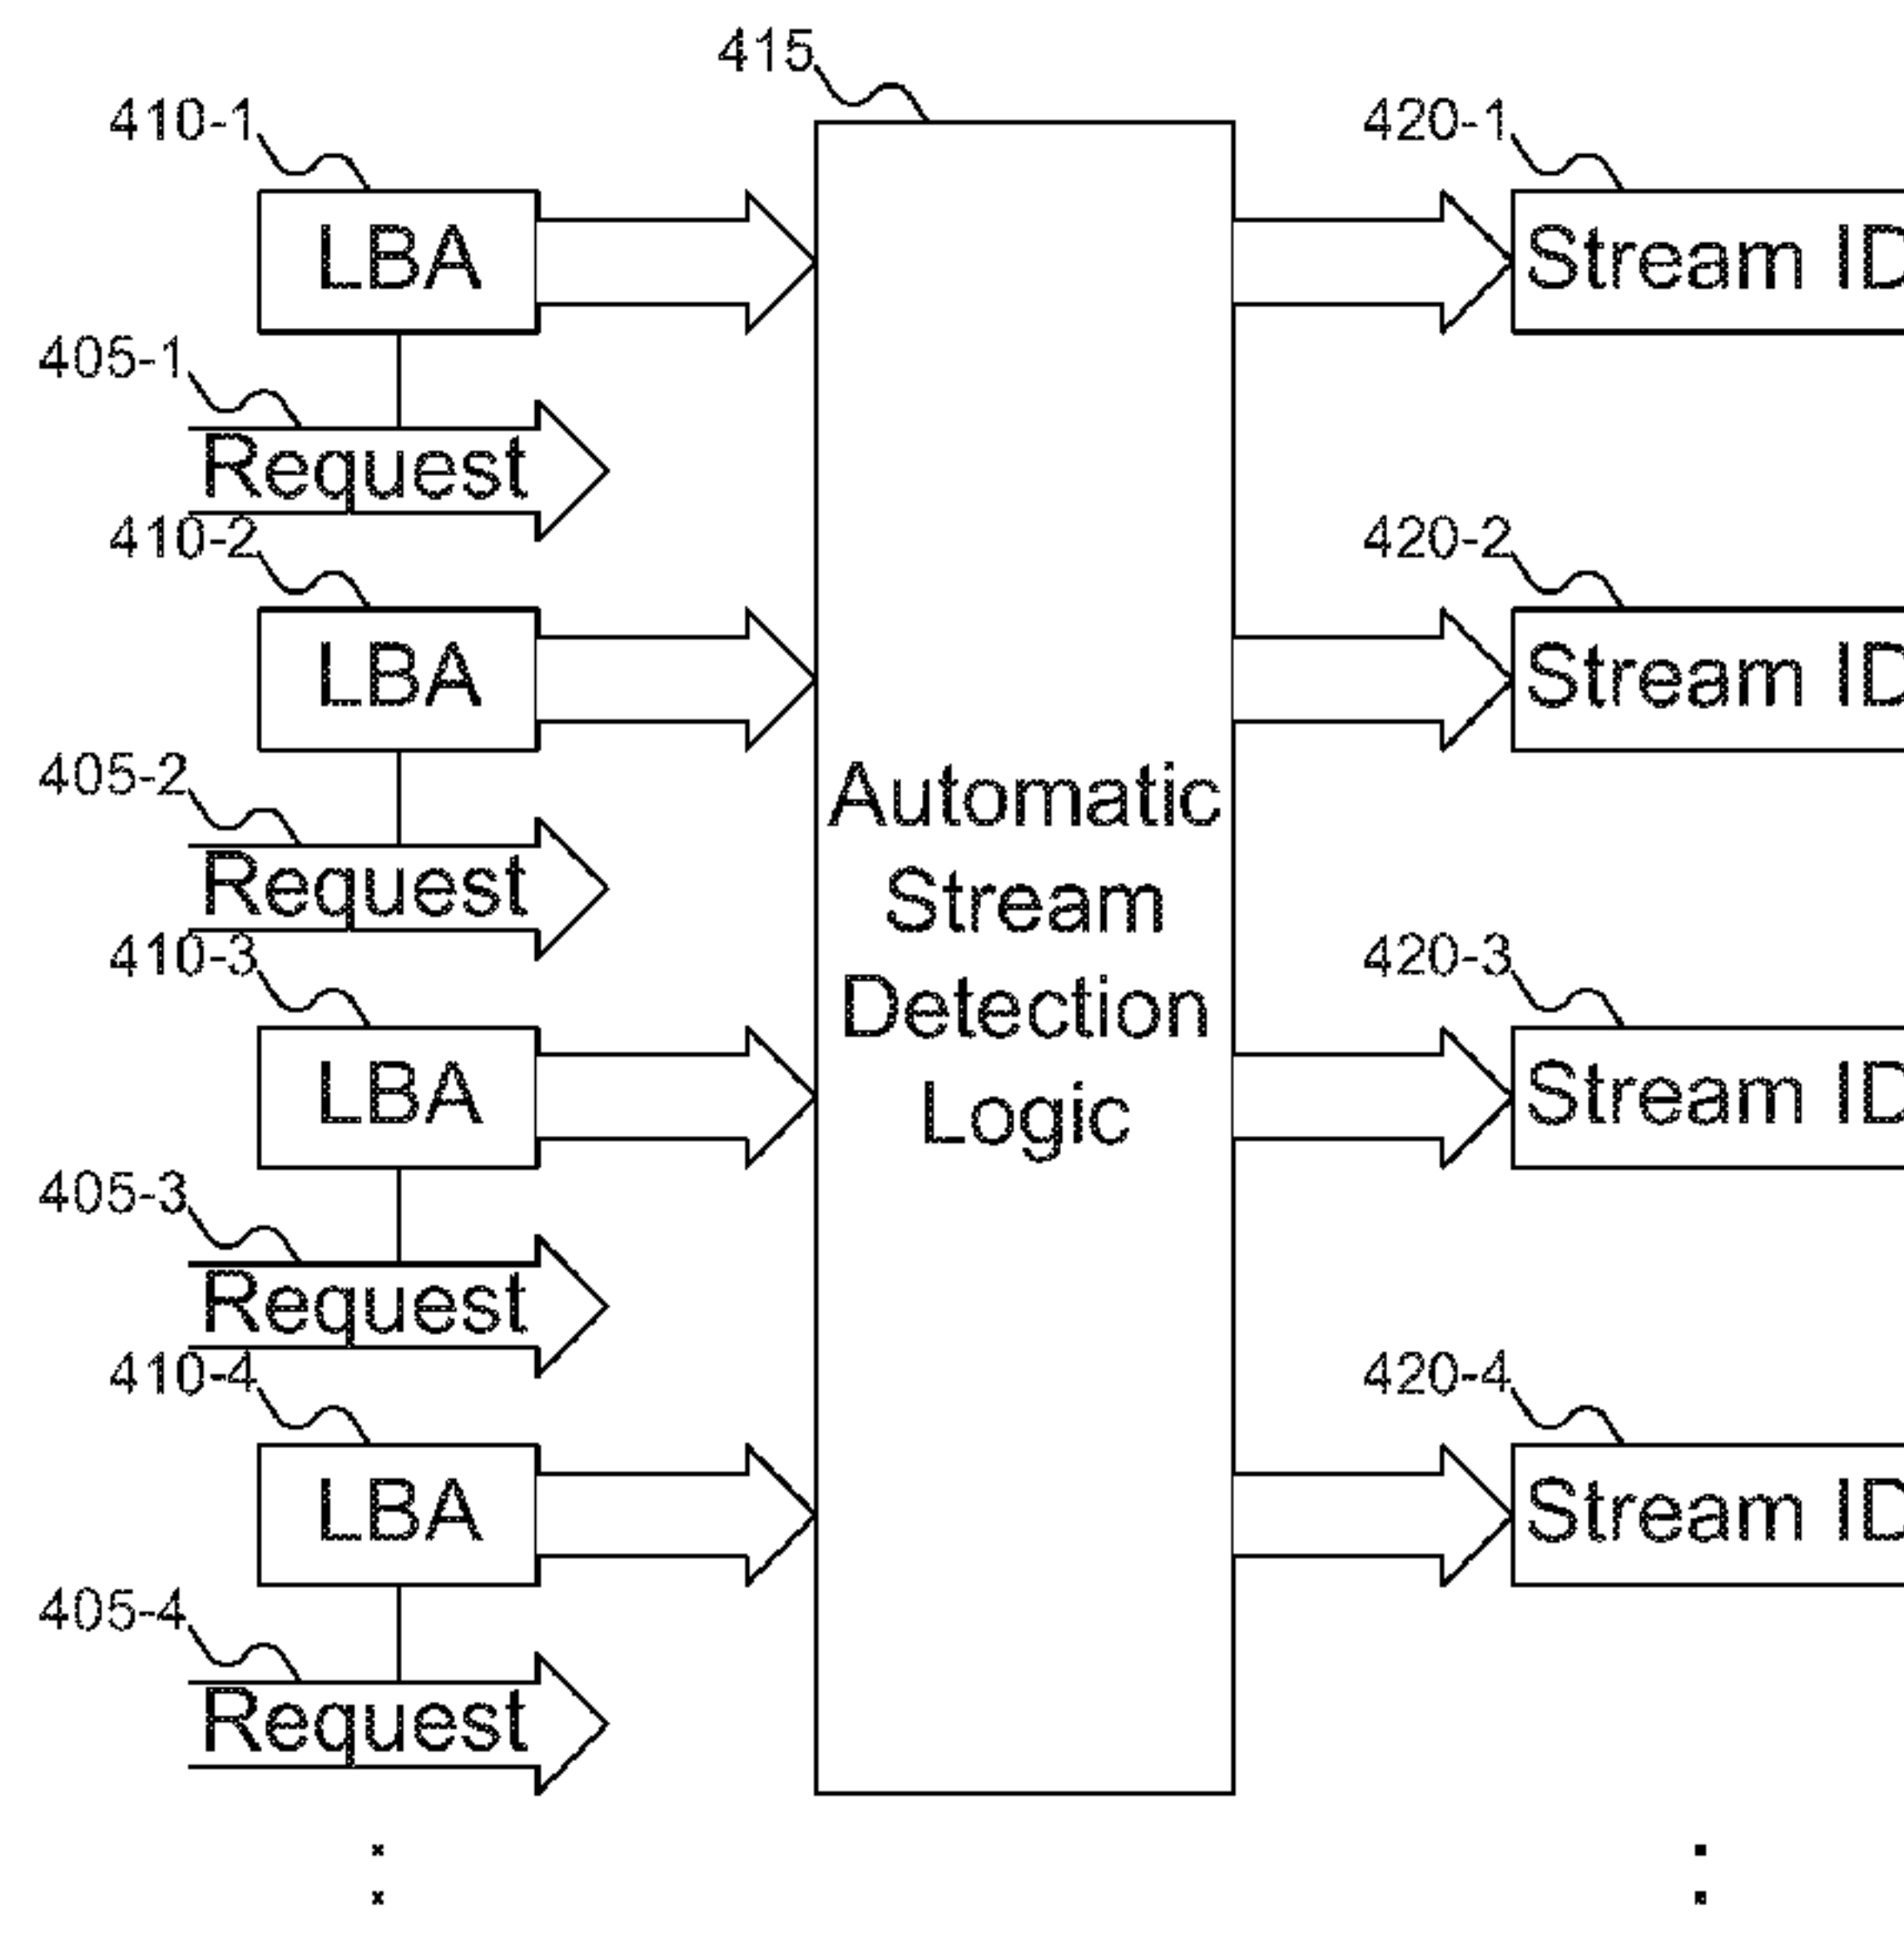 415
410-1
420-1
LBA
Stream ID
405-1
Request
410-2
420-2
LBA
Stream ID
405-2
Automatic
Stream
Detection
Logic
Request
410-3
420-3
LBA
Stream ID
405-3
Request
410-4
420-4
LBA
Stream ID
405-4
Request